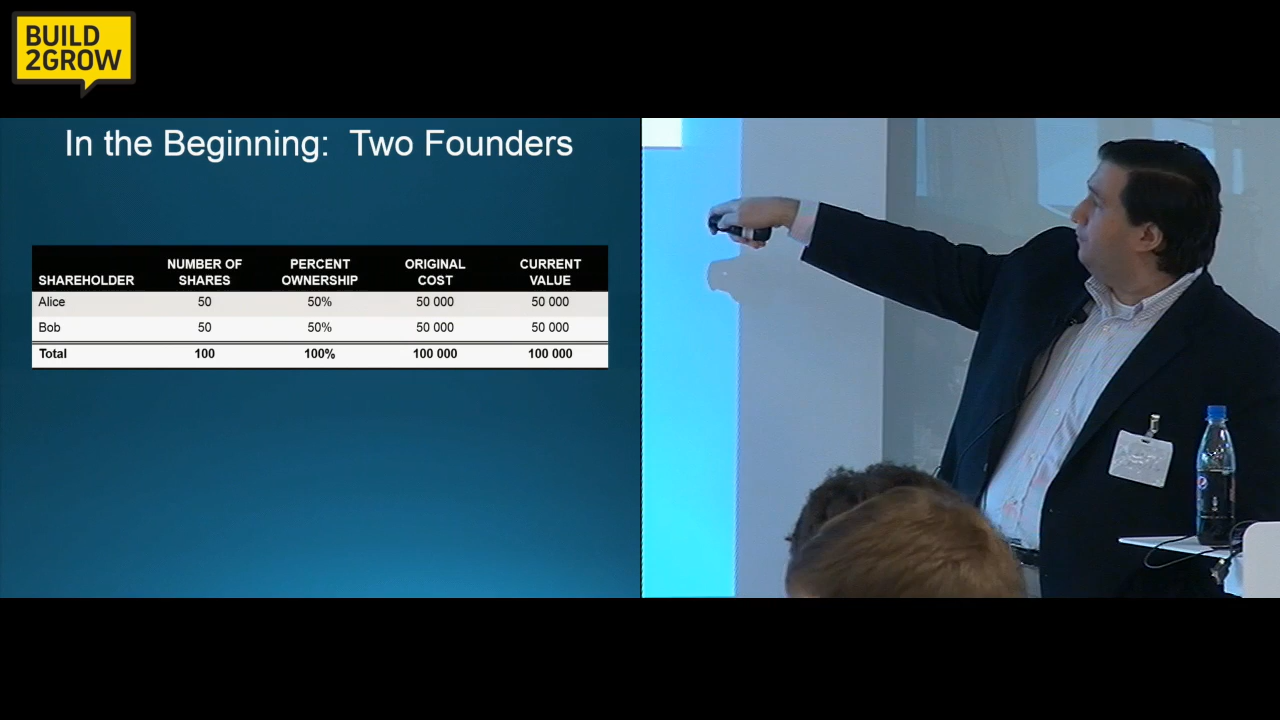 BUILD
2GROW
In the Beginning: Two Founders
SHAREHOLDER NUMBER OF SHARES PERCENT OWNERSHIP ORIGINAL COST CURRENT VALUE
Alice 50 50% 50 000 50 000
Bob 50 50% 50 000 50 000
Total 100 100% 100 000 100 000